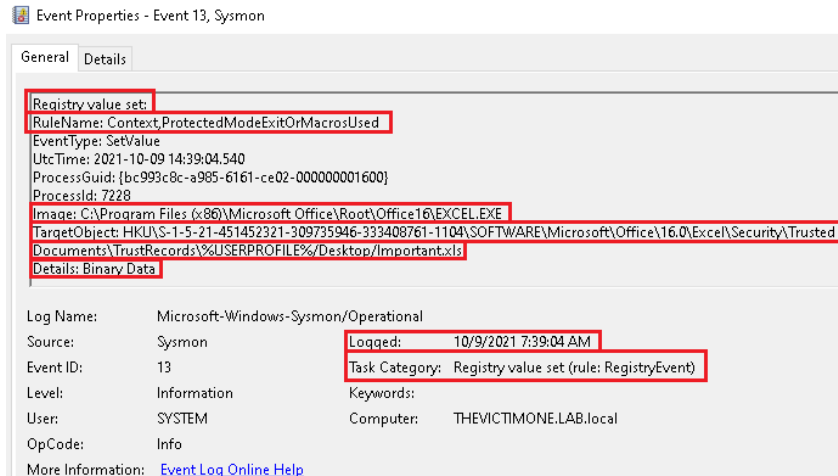 Event Properties - Event 13, Sysmon
General Details
Registry value set:
RuleName: Context,ProtectedModeExitOrMacrosUsed
EventType: SetValue
UtcTime: 2021-10-09 14:39:04.540
ProcessGuid: {bc993c8c-a985-6161-ce02-000000001600}
ProcessId: 7228
Image: C:\Program Files (x86)\Microsoft Office\Root\Office16\EXCEL.EXE
TargetObject: HKU\S-1-5-21-451452321-309735946-333408761-1104\SOFTWARE\Microsoft\Office\16.0\Excel\Security\Trusted
Documents\TrustRecords\%USERPROFILE%/Desktop/Important.xls
Details: Binary Data
Log Name: Microsoft-Windows-Sysmon/Operational
Source: Sysmon Logged: 10/9/2021 7:39:04 AM
Event ID: 13 Task Category: Registry value set (rule: RegistryEvent)
Level: Information Keywords:
User: SYSTEM Computer: THEVICTIMONE.LAB.local
OpCode: Info
More Information: Event Log Online Help